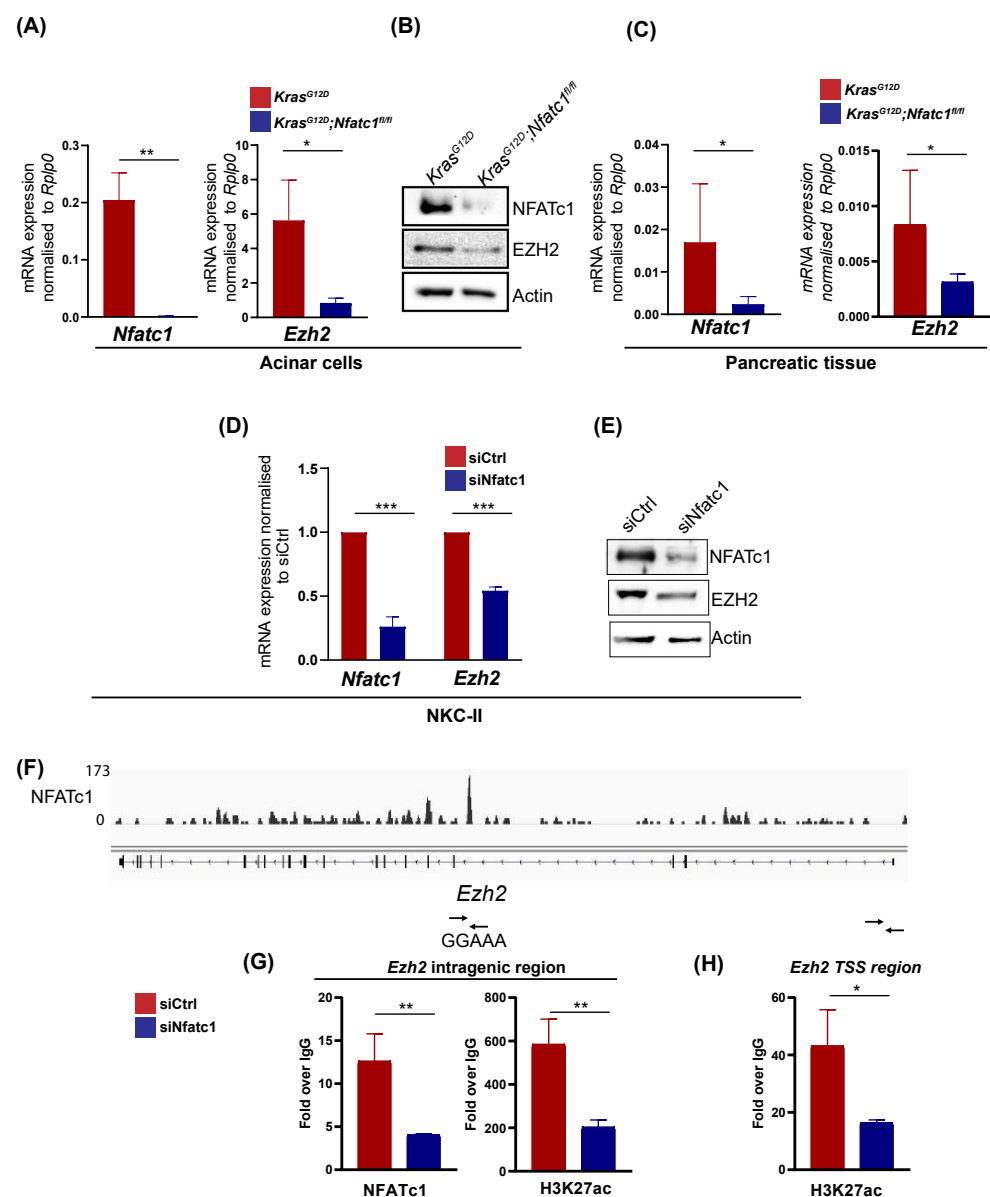 (A)
(B)
(C)
Kras^G12D
Kras^G12D;Nfatc1^fl/fl
mRNA expression
normalised to Rplp0
0.3
0.2
0.1
0.0
**
Nfatc1
mRNA expression
normalised to Rplp0
10
8
6
4
2
0
*
Ezh2
Acinar cells
Kras^G12D
Kras^G12D;Nfatc1^fl/fl
NFATc1
EZH2
Actin
Kras^G12D
Kras^G12D;Nfatc1^fl/fl
mRNA expression
normalised to Rplp0
0.04
0.03
0.02
0.01
0.00
*
Nfatc1
mRNA expression
normalised to Rplp0
0.015
0.010
0.005
0.000
*
Ezh2
Pancreatic tissue
(D)
siCtrl
siNfatc1
mRNA expression normalised
to siCtrl
1.5
1.0
0.5
0.0
***
***
Nfatc1
Ezh2
(E)
siCtrl
siNfatc1
NFATc1
EZH2
Actin
NKC-II
(F)
173
NFATc1
0
Ezh2
GGAAA
(G)
Ezh2 intragenic region
siCtrl
siNfatc1
Fold over IgG
20
15
10
5
0
**
NFATc1
Fold over IgG
800
600
400
200
0
**
H3K27ac
(H)
Ezh2 TSS region
Fold over IgG
60
40
20
0
*
H3K27ac